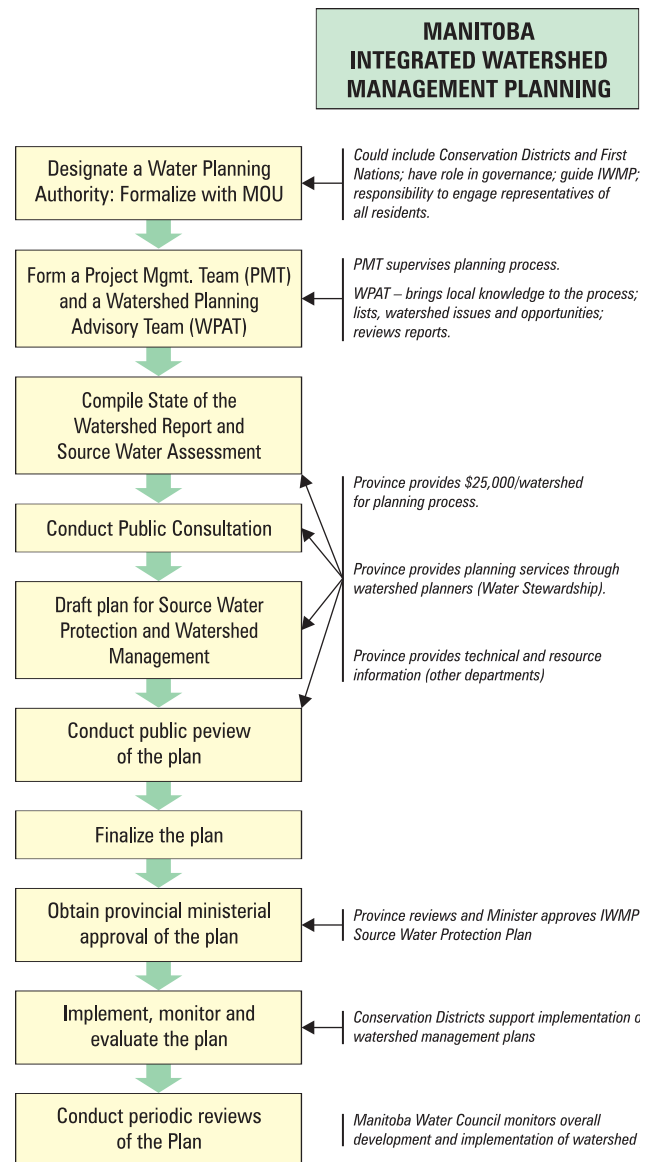 MANITOBA
INTEGRATED WATERSHED
MANAGEMENT PLANNING
Designate a Water Planning
Authority: Formalize with MOU
Could include Conservation Districts and First
Nations; have role in governance; guide IWMP;
responsibility to engage representatives of
all residents.
Form a Project Mgmt. Team (PMT)
and a Watershed Planning
Advisory Team (WPAT)
PMT supervises planning process.
WPAT – brings local knowledge to the process;
lists, watershed issues and opportunities;
reviews reports.
Compile State of the
Watershed Report and
Source Water Assessment
Conduct Public Consultation
Draft plan for Source Water
Protection and Watershed
Management
Conduct public peview
of the plan
Province provides $25,000/watershed
for planning process.
Province provides planning services through
watershed planners (Water Stewardship).
Province provides technical and resource
information (other departments)
Finalize the plan
Obtain provincial ministerial
approval of the plan
Province reviews and Minister approves IWMP
Source Water Protection Plan
Implement, monitor and
evaluate the plan
Conservation Districts support implementation
watershed management plans
Conduct periodic reviews
of the Plan
Manitoba Water Council monitors overall
development and implementation of watershed